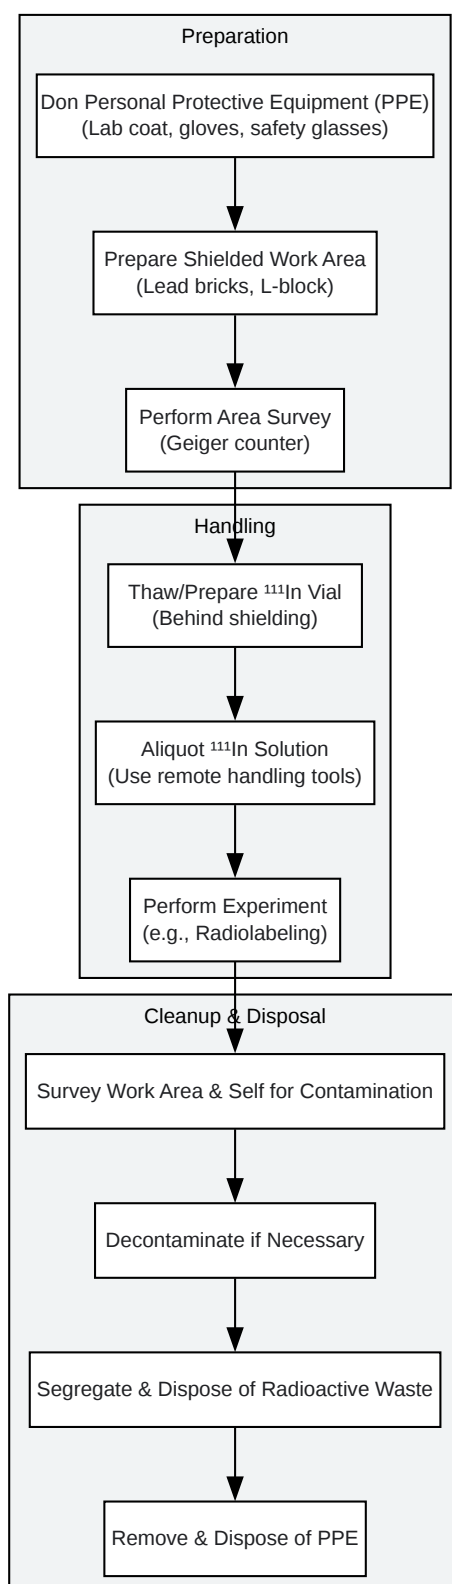 Preparation
Don Personal Protective Equipment (PPE)
(Lab coat, gloves, safety glasses)
Prepare Shielded Work Area
(Lead bricks, L-block)
Perform Area Survey
(Geiger counter)
Handling
Thaw/Prepare ¹¹¹In Vial
(Behind shielding)
Aliquot ¹¹¹In Solution
(Use remote handling tools)
Perform Experiment
(e.g., Radiolabeling)
Cleanup & Disposal
Survey Work Area & Self for Contamination
Decontaminate if Necessary
Segregate & Dispose of Radioactive Waste
Remove & Dispose of PPE